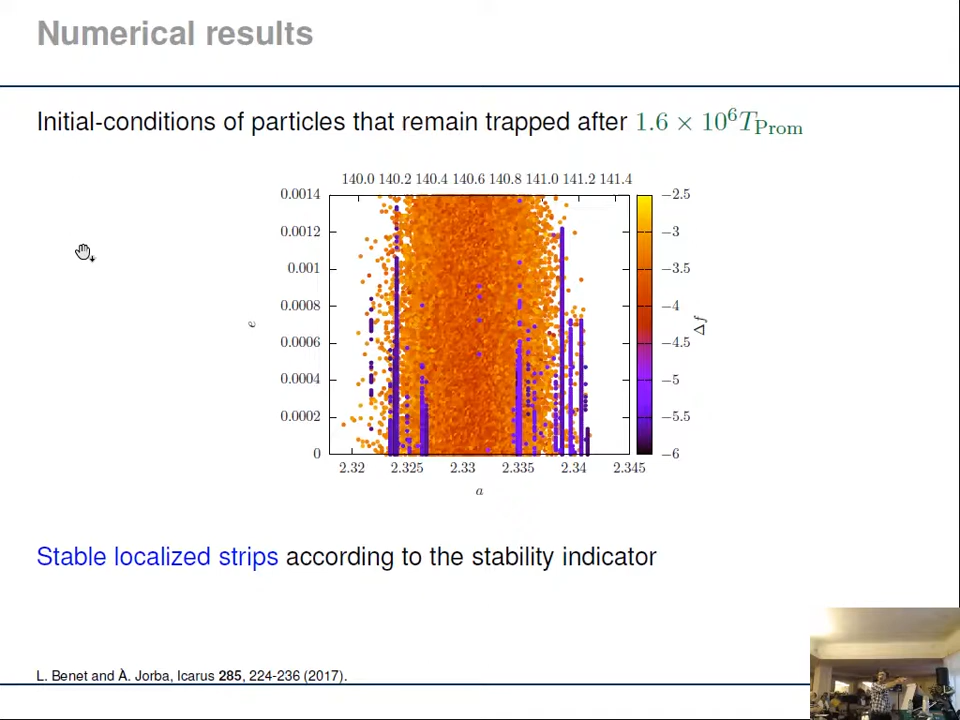 Numerical results
Initial-conditions of particles that remain trapped after 1.6 × 10⁶T_Prom
140.0 140.2 140.4 140.6 140.8 141.0 141.2 141.4
0.0014
0.0012
0.001
0.0008
0.0006
0.0004
0.0002
0
e
2.32 2.325 2.33 2.335 2.34 2.345
a
−2.5
−3
−3.5
−4
−4.5
−5
−5.5
−6
Δf
Stable localized strips according to the stability indicator
L. Benet and À. Jorba, Icarus 285, 224-236 (2017).